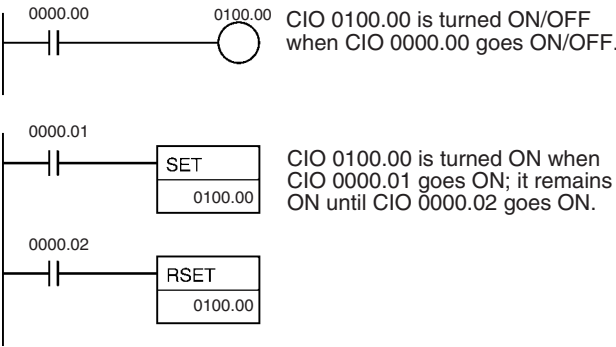 0000.00
0100.00
CIO 0100.00 is turned ON/OFF
when CIO 0000.00 goes ON/OFF.
0000.01
SET
0100.00
CIO 0100.00 is turned ON when
CIO 0000.01 goes ON; it remains
ON until CIO 0000.02 goes ON.
0000.02
RSET
0100.00